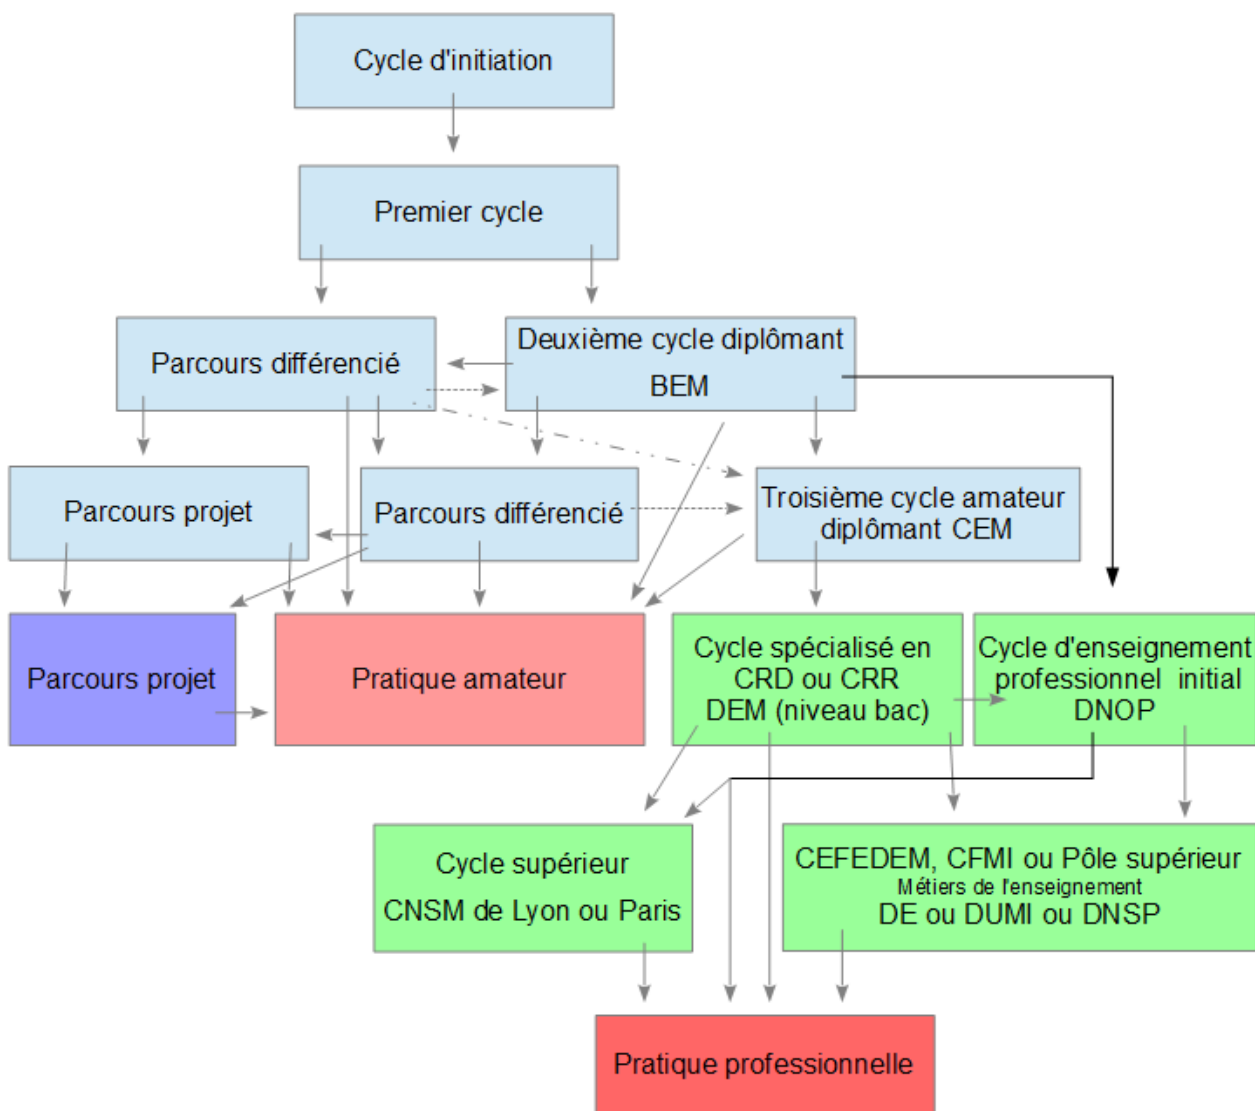 Cycle d'initiation
Premier cycle
Parcours différencié
Deuxième cycle diplômant
BEM
Parcours projet
Parcours différencié
Troisième cycle amateur
diplômant CEM
Parcours projet
Pratique amateur
Cycle spécialisé en
CRD ou CRR
DEM (niveau bac)
Cycle d'enseignement
professionnel initial
DNOP
Cycle supérieur
CNSM de Lyon ou Paris
CEFEDEM, CFMI ou Pôle supérieur
Métiers de l'enseignement
DE ou DUMI ou DNSP
Pratique professionnelle